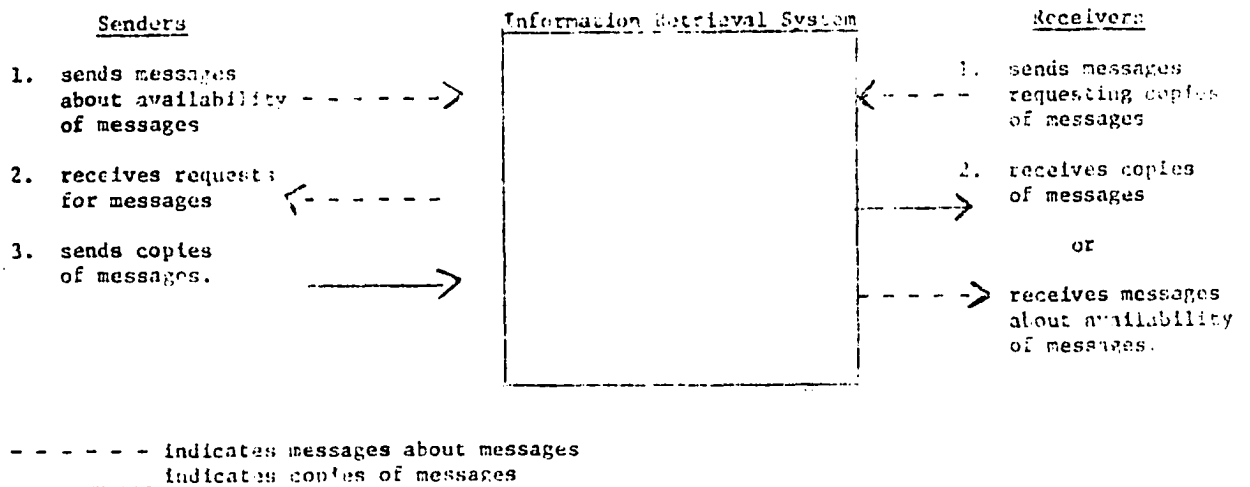 Senders
1. sends messages
about availability
of messages
2. receives requests
for messages
3. sends copies
of messages.
Information Retrieval System
Receivers
1. sends messages
requesting copies
of messages
2. receives copies
of messages
or
receives messages
about availability
of messages.
- - - - - - indicates messages about messages
indicates copies of messages